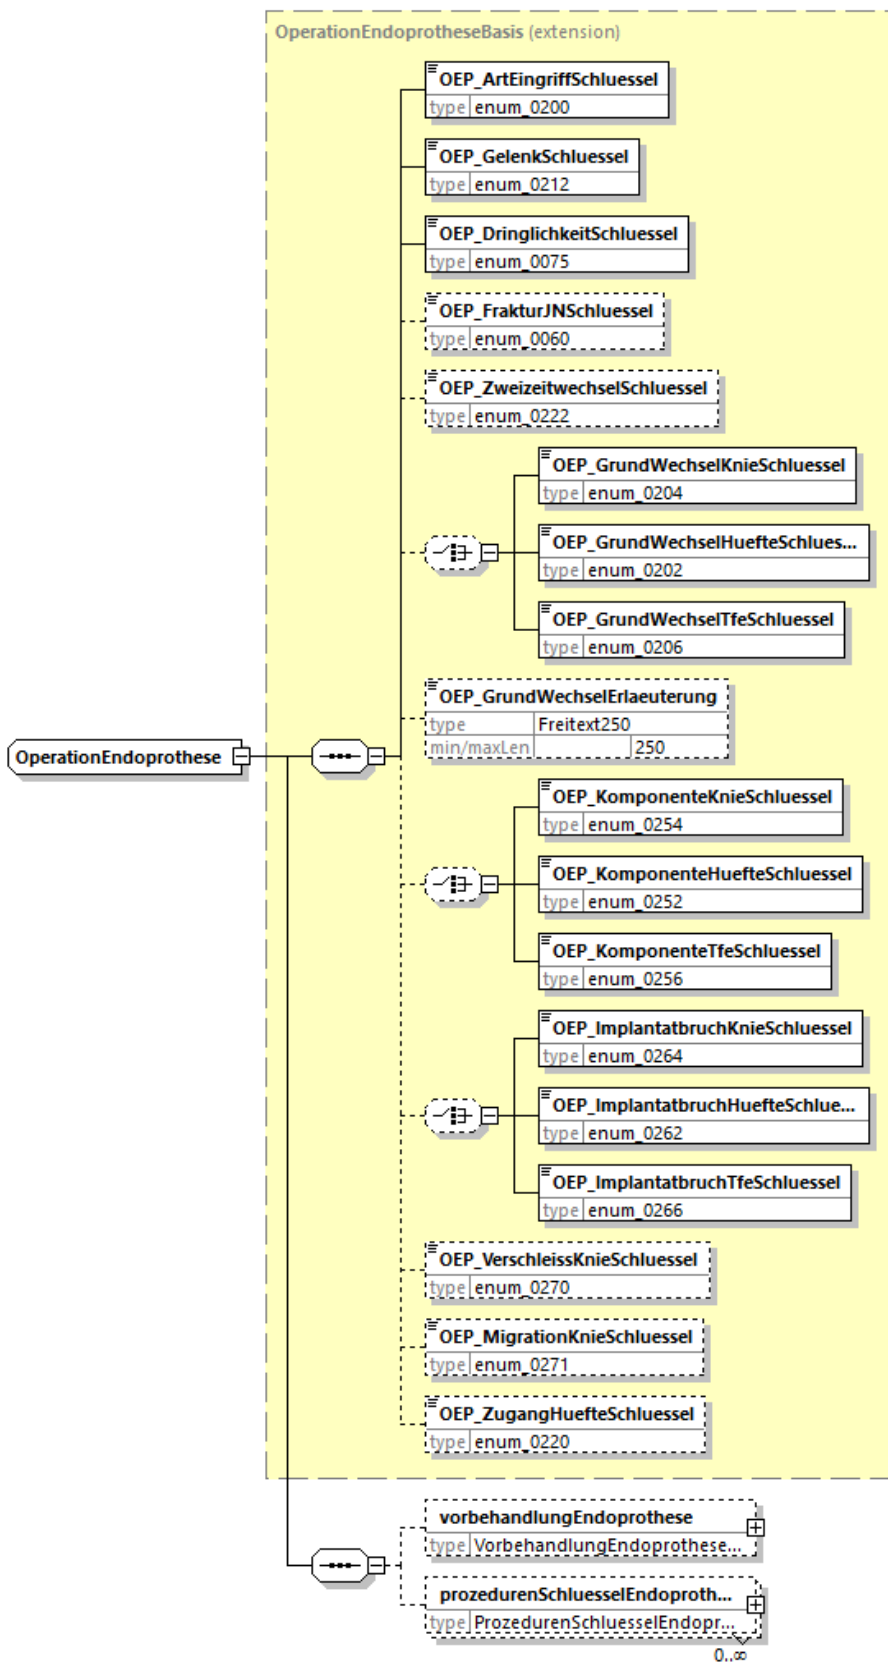 OperationEndoprotheseBasis (extension)
OEP_ArtEingriffSchluessel
type enum_0200
OEP_GelenkSchluessel
type enum_0212
OEP_DringlichkeitSchluessel
type enum_0075
OEP_FrakturJNSchluessel
type enum_0060
OEP_ZweizeitwechselSchluessel
type enum_0222
OEP_GrundWechselKnieSchluessel
type enum_0204
OEP_GrundWechselHuefteSchlues...
type enum_0202
OEP_GrundWechselTfeSchluessel
type enum_0206
OEP_GrundWechselErlaeuterung
type Freitext250
min/maxLen 250
OperationEndoprothese
OEP_KomponenteKnieSchluessel
type enum_0254
OEP_KomponenteHuefteSchluessel
type enum_0252
OEP_KomponenteTfeSchluessel
type enum_0256
OEP_ImplantatbruchKnieSchluessel
type enum_0264
OEP_ImplantatbruchHuefteSchlue...
type enum_0262
OEP_ImplantatbruchTfeSchluessel
type enum_0266
OEP_VerschleissKnieSchluessel
type enum_0270
OEP_MigrationKnieSchluessel
type enum_0271
OEP_ZugangHuefteSchluessel
type enum_0220
vorbehandlungEndoprothese
type VorbehandlungEndoprothese...
prozedurenSchluesselEndoproth...
type ProzedurenSchluesselEndopr...
0..∞